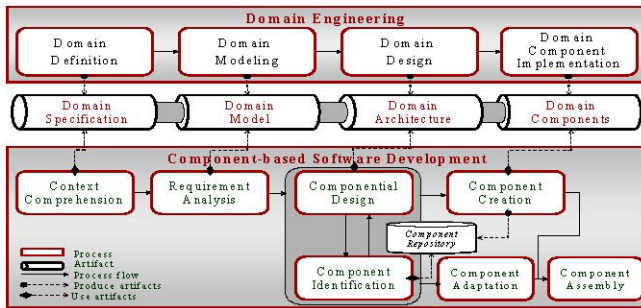 Domain Engineering
Domain
Definition
Domain
Modeling
Domain
Design
Domain
Component
Implementation
Domain
Specification
Domain
Model
Domain
Architecture
Domain
Components
Component-based Software Development
Context
Comprehension
Requirement
Analysis
Componential
Design
Component
Creation
Component
Repository
Component
Identification
Component
Adaptation
Component
Assembly
Process
Artifact
Process flow
Produce artifacts
Use artifacts